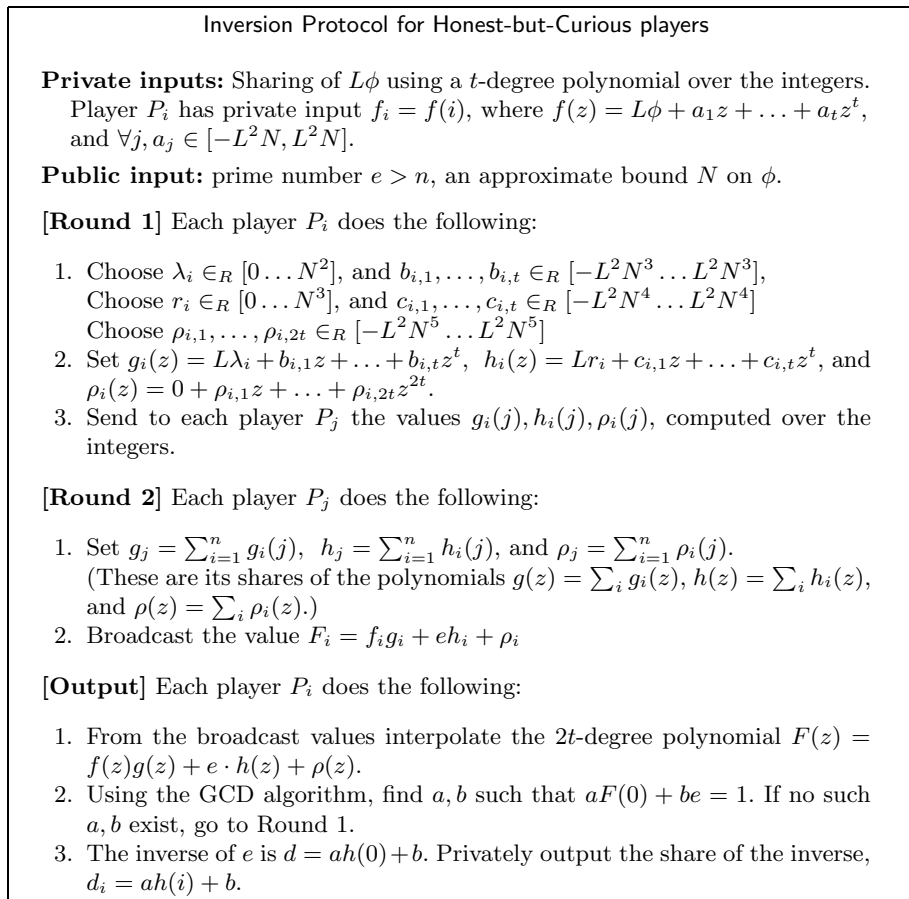 Inversion Protocol for Honest-but-Curious players
Private inputs: Sharing of Lϕ using a t-degree polynomial over the integers.
Player P_i has private input f_i = f(i), where f(z) = Lϕ + a_1z + . . . + a_tz^t,
and ∀j, a_j ∈ [−L^2N, L^2N].
Public input: prime number e > n, an approximate bound N on ϕ.
[Round 1] Each player P_i does the following:
1. Choose λ_i ∈_R [0 . . . N^2], and b_{i,1}, . . . , b_{i,t} ∈_R [−L^2N^3 . . . L^2N^3],
Choose r_i ∈_R [0 . . . N^3], and c_{i,1}, . . . , c_{i,t} ∈_R [−L^2N^4 . . . L^2N^4]
Choose ρ_{i,1}, . . . , ρ_{i,2t} ∈_R [−L^2N^5 . . . L^2N^5]
2. Set g_i(z) = Lλ_i + b_{i,1}z + . . . + b_{i,t}z^t, h_i(z) = Lr_i + c_{i,1}z + . . . + c_{i,t}z^t, and
ρ_i(z) = 0 + ρ_{i,1}z + . . . + ρ_{i,2t}z^{2t}.
3. Send to each player P_j the values g_i(j), h_i(j), ρ_i(j), computed over the
integers.
[Round 2] Each player P_j does the following:
1. Set g_j = ∑_{i=1}^n g_i(j), h_j = ∑_{i=1}^n h_i(j), and ρ_j = ∑_{i=1}^n ρ_i(j).
(These are its shares of the polynomials g(z) = ∑_i g_i(z), h(z) = ∑_i h_i(z),
and ρ(z) = ∑_i ρ_i(z).)
2. Broadcast the value F_i = f_ig_i + eh_i + ρ_i
[Output] Each player P_i does the following:
1. From the broadcast values interpolate the 2t-degree polynomial F(z) =
f(z)g(z) + e · h(z) + ρ(z).
2. Using the GCD algorithm, find a, b such that aF(0) + be = 1. If no such
a, b exist, go to Round 1.
3. The inverse of e is d = ah(0)+b. Privately output the share of the inverse,
d_i = ah(i) + b.